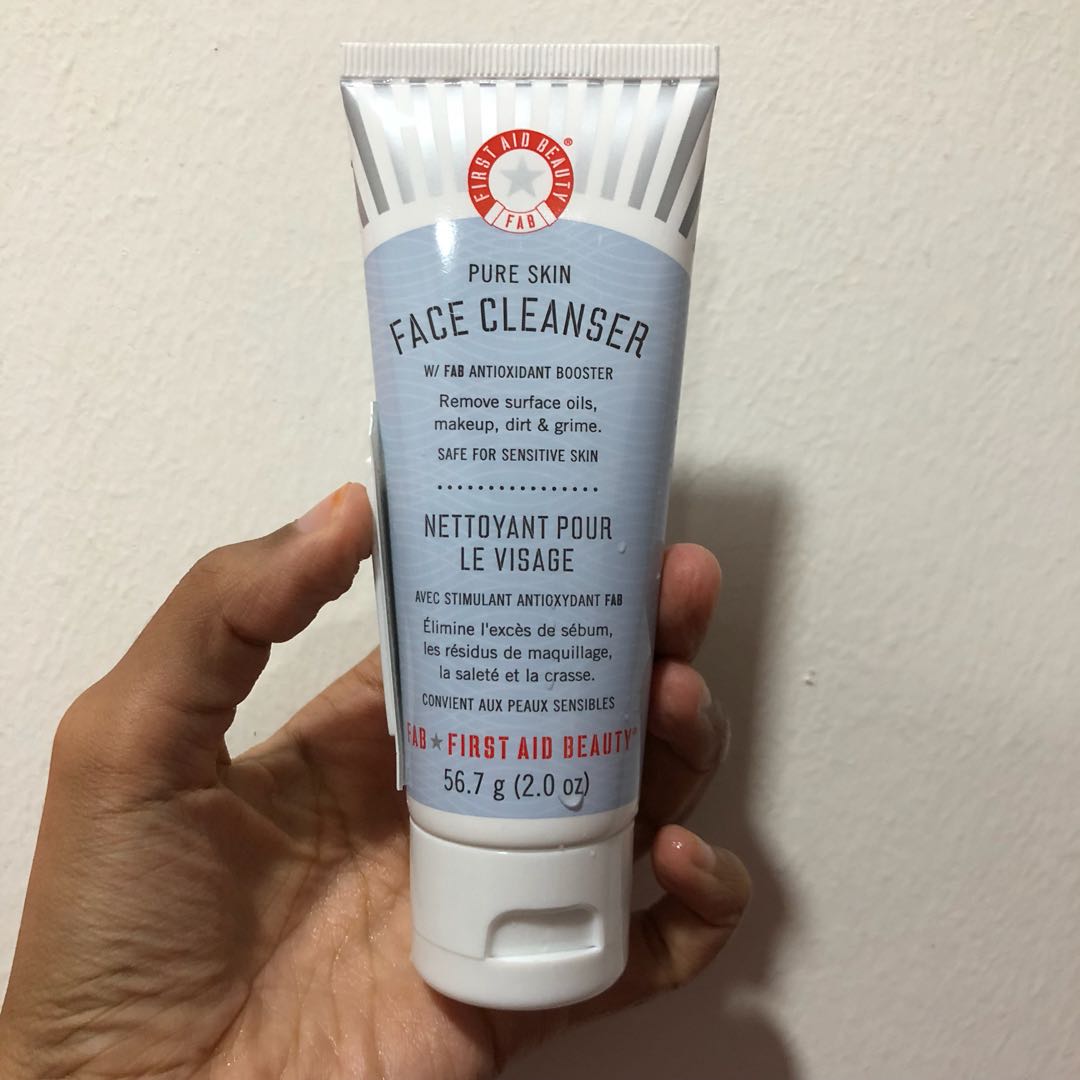 FIRST AID BEAUTY®
FAB
PURE SKIN
FACE CLEANSER
W/ FAB ANTIOXIDANT BOOSTER
Remove surface oils,
makeup, dirt & grime.
SAFE FOR SENSITIVE SKIN
NETTOYANT POUR
LE VISAGE
AVEC STIMULANT ANTIOXYDANT FAB
Élimine l'excès de sébum,
les résidus de maquillage,
la saleté et la crasse.
CONVIENT AUX PEAUX SENSIBLES
FAB ★ FIRST AID BEAUTY®
56.7 g (2.0 oz)